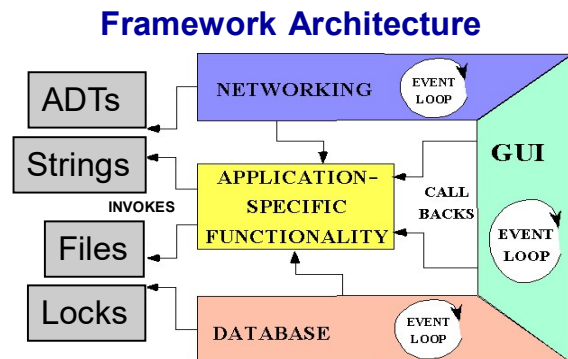 Framework Architecture
ADTs
Strings
Files
Locks
INVOKES
NETWORKING
EVENT
LOOP
APPLICATION-
SPECIFIC
FUNCTIONALITY
CALL
BACKS
GUI
EVENT
LOOP
DATABASE
EVENT
LOOP